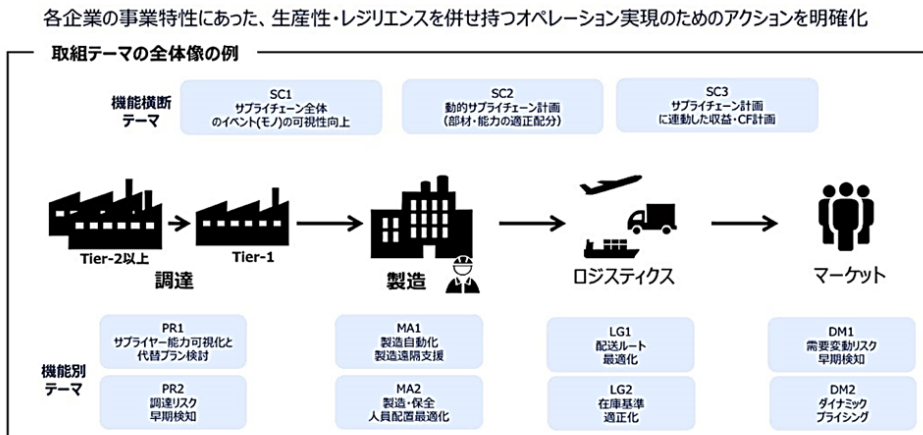 各企業の事業特性にあった、生産性・レジリエンスを併せ持つオペレーション実現のためのアクションを明確化
取組テーマの全体像の例
機能横断
テーマ
SC1
サプライチェーン全体
のイベント(モノ)の可視性向上
SC2
動的サプライチェーン計画
(部材・能力の適正配分)
SC3
サプライチェーン計画
に連動した収益・CF計画
Tier-2以上
Tier-1
調達
製造
ロジスティクス
マーケット
機能別
テーマ
PR1
サプライヤー能力可視化と
代替プラン検討
PR2
調達リスク
早期検知
MA1
製造自動化
製造遠隔支援
MA2
製造・保全
人員配置最適化
LG1
配送ルート
最適化
LG2
在庫基準
適正化
DM1
需要変動リスク
早期検知
DM2
ダイナミック
プライシング